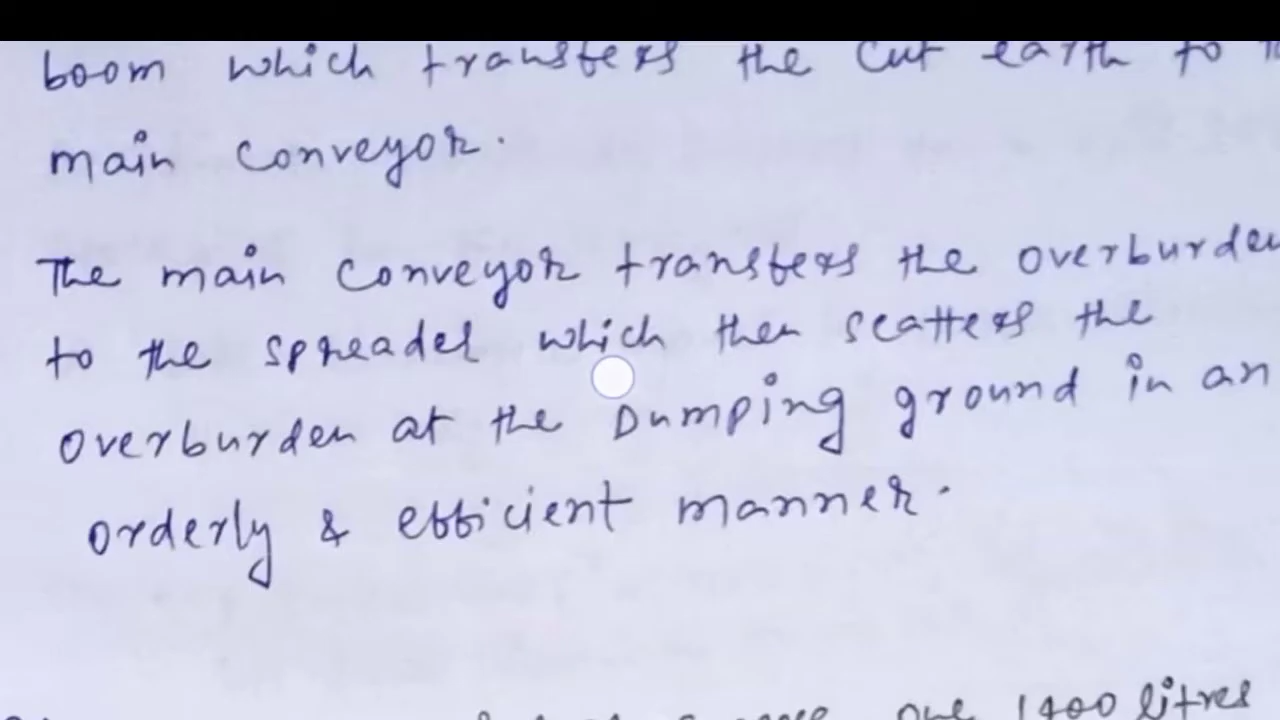 boom which transfers the cut earth to
main conveyor.
The main conveyor transfers the overburden
to the spreader which then scatters the
overburden at the Dumping ground in an
orderly & efficient manner.
one 1400 litres